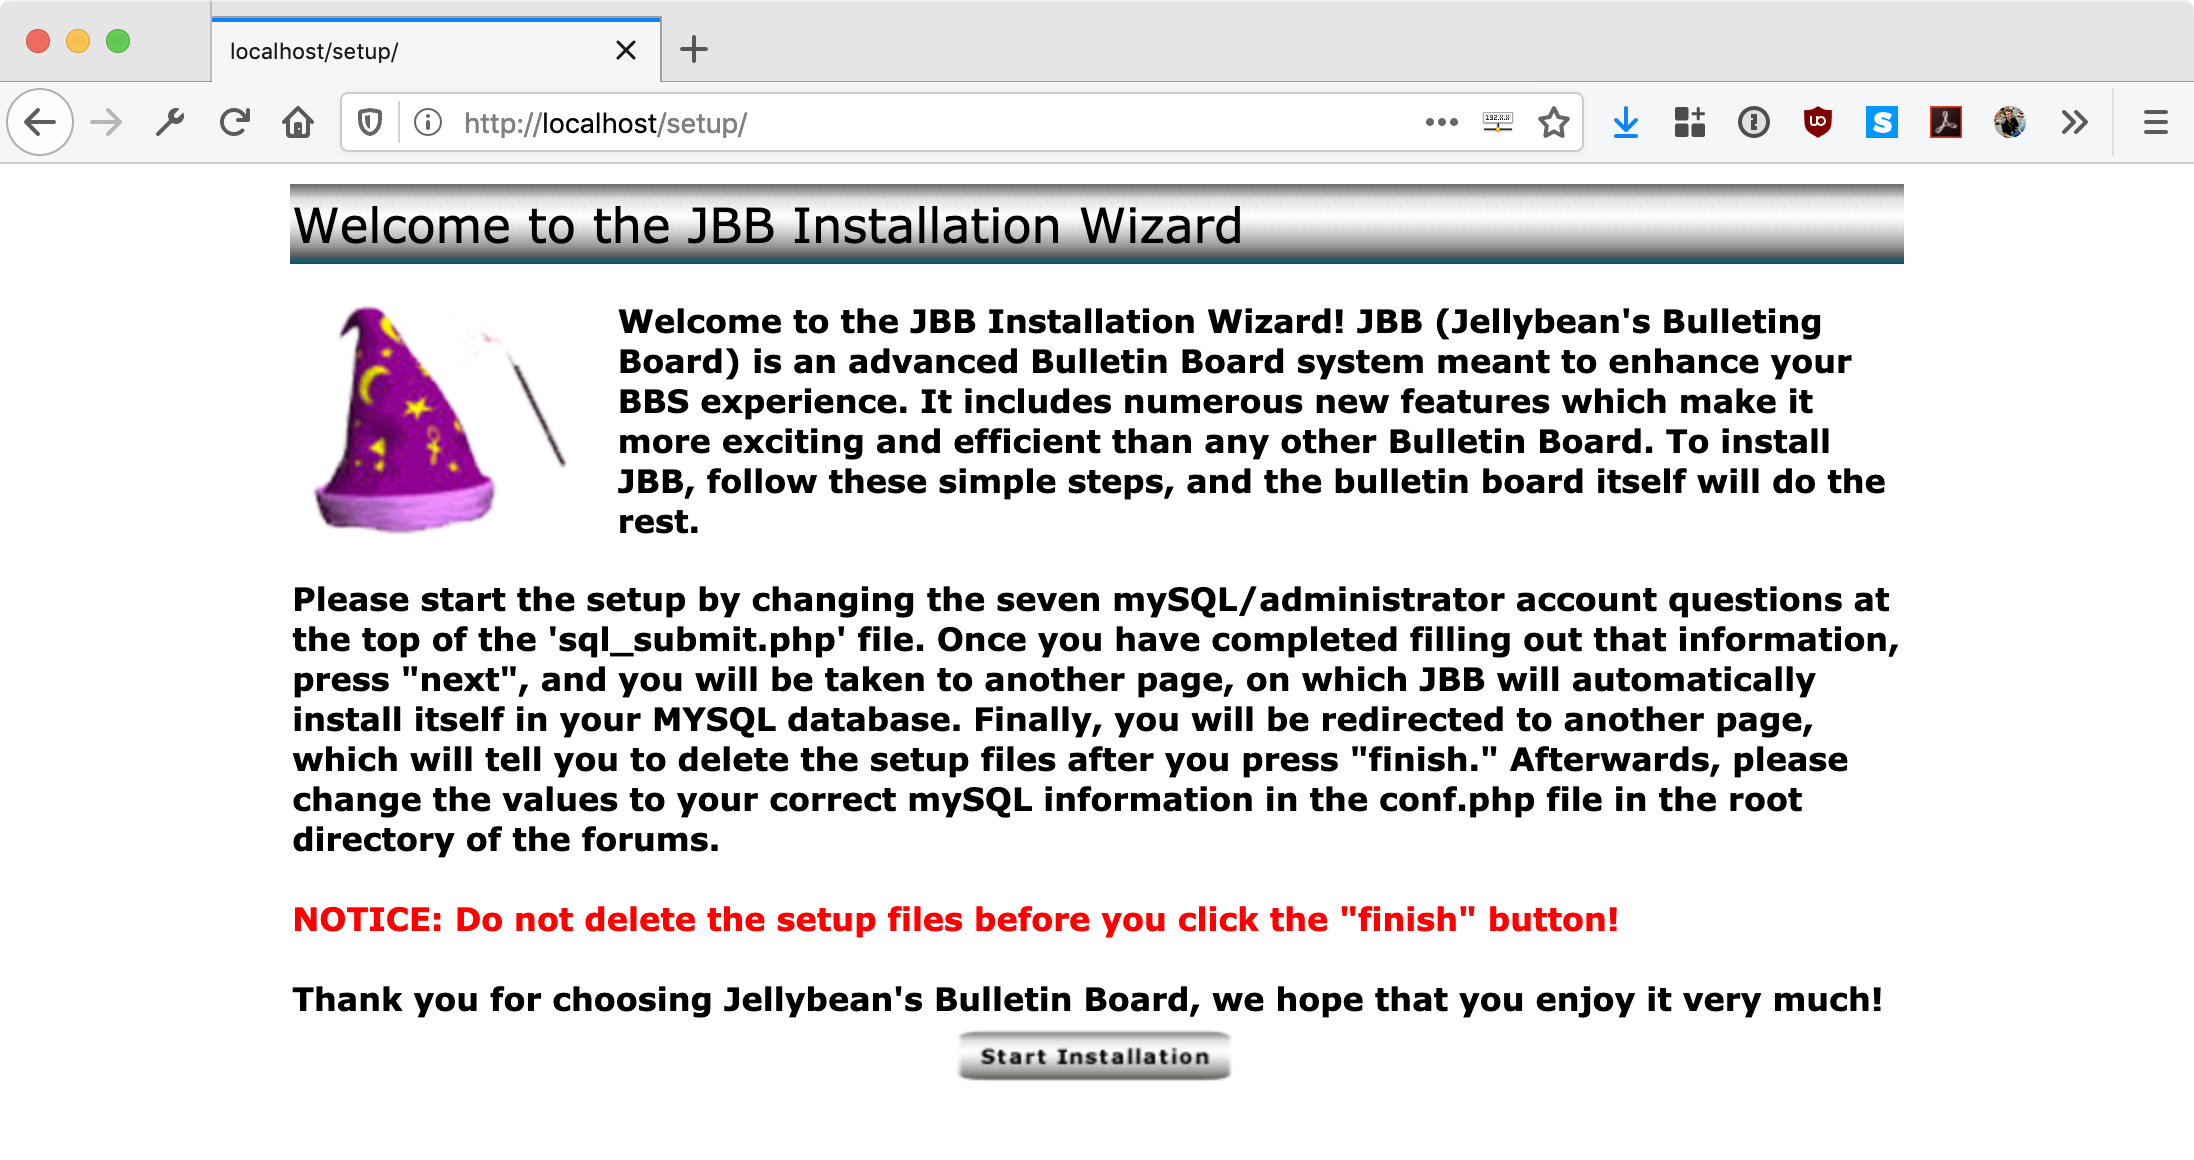 localhost/setup/
http://localhost/setup/
192.X.X
Welcome to the JBB Installation Wizard
Welcome to the JBB Installation Wizard! JBB (Jellybean's Bulleting
Board) is an advanced Bulletin Board system meant to enhance your
BBS experience. It includes numerous new features which make it
more exciting and efficient than any other Bulletin Board. To install
JBB, follow these simple steps, and the bulletin board itself will do the
rest.
Please start the setup by changing the seven mySQL/administrator account questions at
the top of the 'sql_submit.php' file. Once you have completed filling out that information,
press "next", and you will be taken to another page, on which JBB will automatically
install itself in your MYSQL database. Finally, you will be redirected to another page,
which will tell you to delete the setup files after you press "finish." Afterwards, please
change the values to your correct mySQL information in the conf.php file in the root
directory of the forums.
NOTICE: Do not delete the setup files before you click the "finish" button!
Thank you for choosing Jellybean's Bulletin Board, we hope that you enjoy it very much!
Start Installation